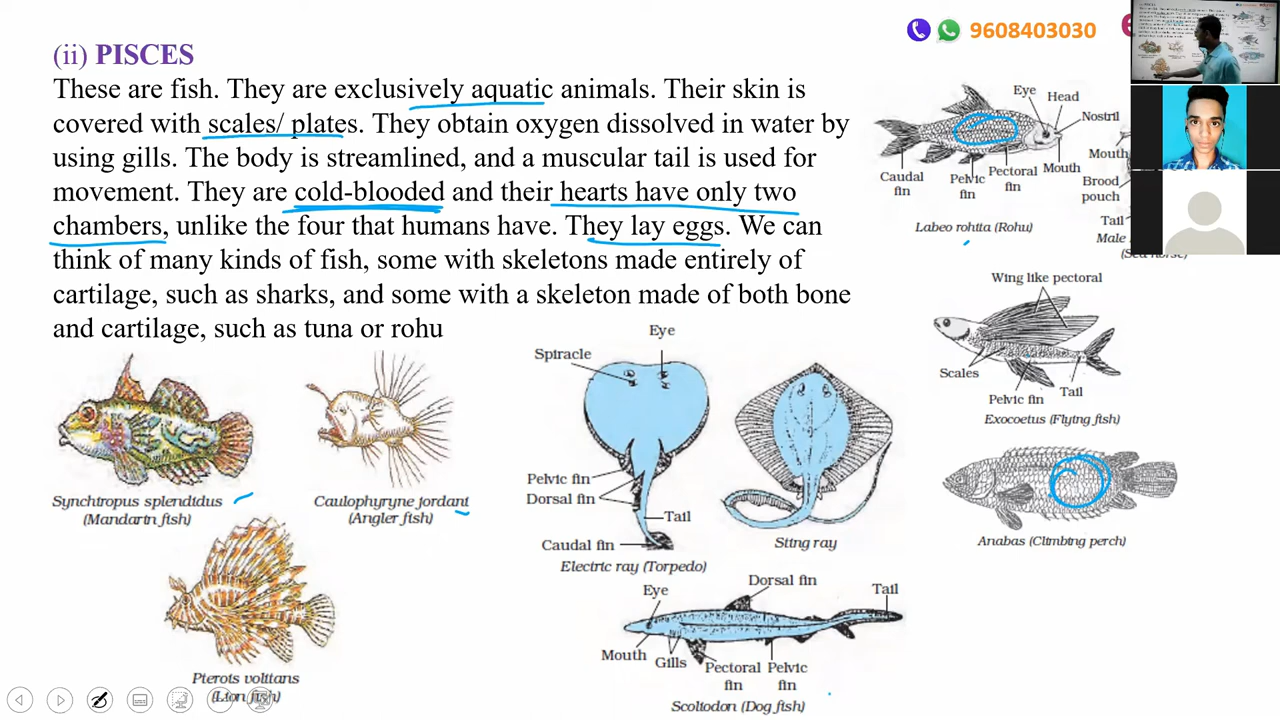 9608403030
(ii) PISCES
These are fish. They are exclusively aquatic animals. Their skin is
covered with scales/ plates. They obtain oxygen dissolved in water by
using gills. The body is streamlined, and a muscular tail is used for
movement. They are cold-blooded and their hearts have only two
chambers, unlike the four that humans have. They lay eggs. We can
think of many kinds of fish, some with skeletons made entirely of
cartilage, such as sharks, and some with a skeleton made of both bone
and cartilage, such as tuna or rohu
Eye
Head
Nostril
Mouth
Pectoral
fin
Pelvic
fin
Caudal
fin
Labeo rohita (Rohu)
Mouth
Brood
pouch
Tail
Male
Wing like pectoral
Scales
Pelvic fin
Tail
Exocoetus (Flying fish)
Anabas (Climbing perch)
Synchiropus splendidus
(Mandarin fish)
Caulophyryne jordani
(Angler fish)
Pterois volitans
(Lion fish)
Eye
Spiracle
Pelvic fin
Dorsal fin
Tail
Caudal fin
Electric ray (Torpedo)
Sting ray
Dorsal fin
Eye
Tail
Mouth
Gills
Pectoral
fin
Pelvic
fin
Scoliodon (Dog fish)